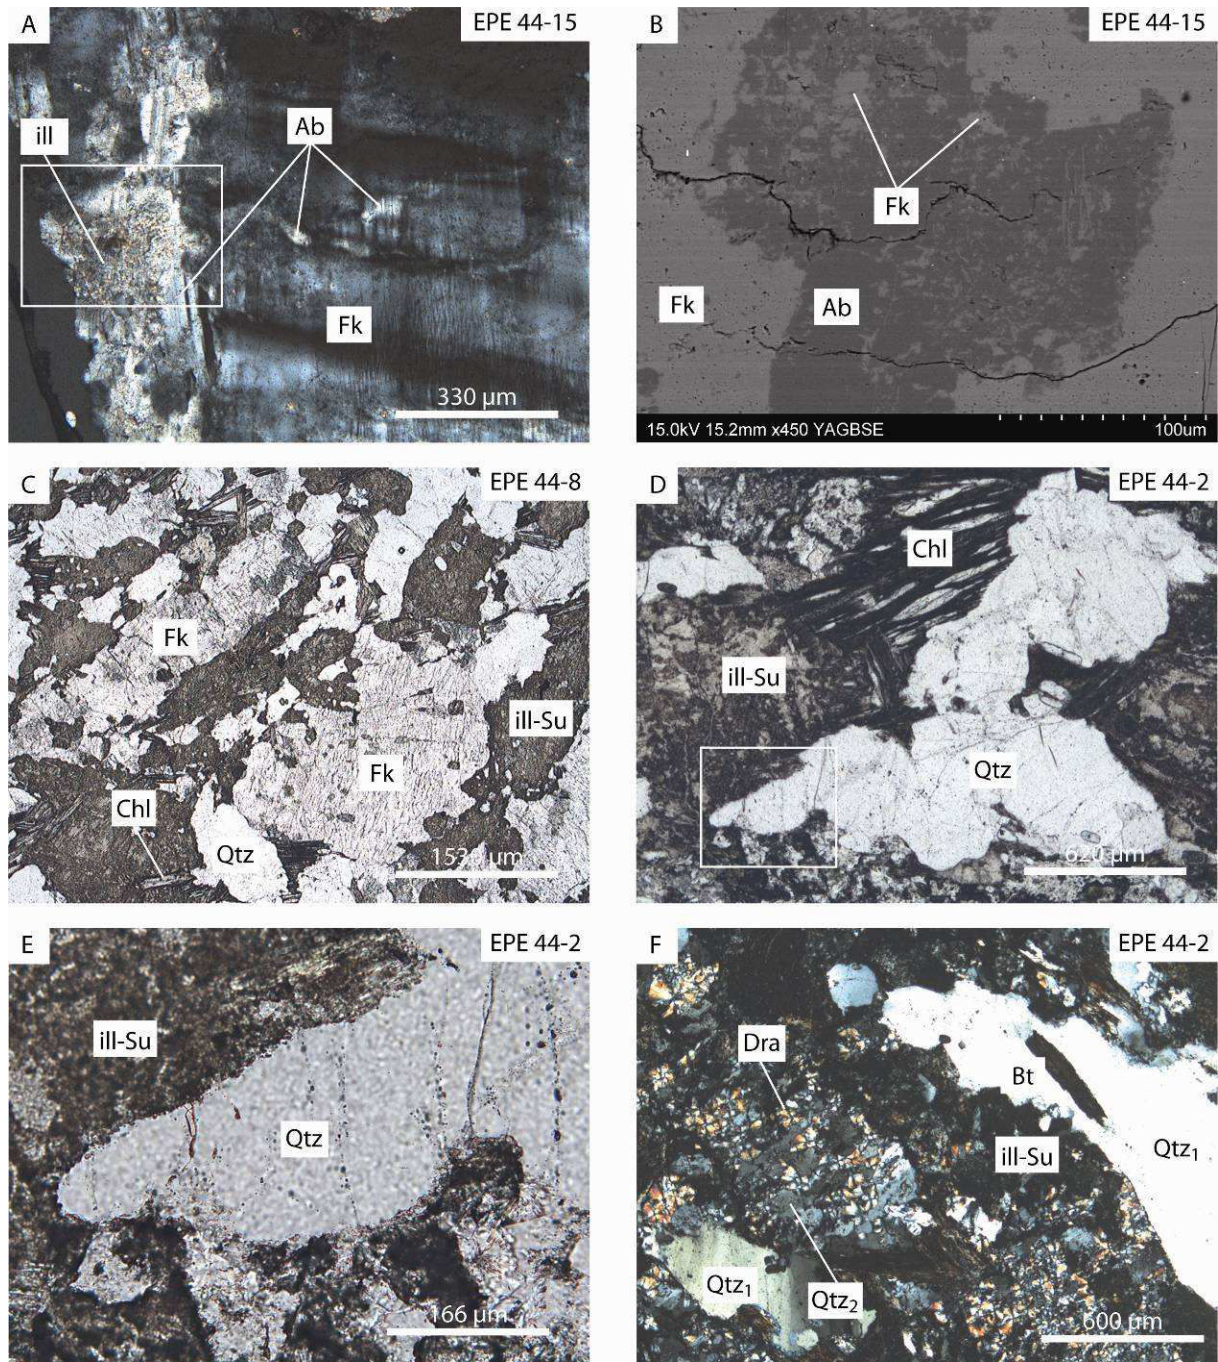 A
EPE 44-15
ill
Ab
Fk
330 µm
B
EPE 44-15
Fk
Fk
Ab
15.0kV 15.2mm x450 YAGBSE
100um
C
EPE 44-8
Fk
ill-Su
Fk
Chl
Qtz
D
EPE 44-2
Chl
ill-Su
Qtz
620 µm
E
EPE 44-2
ill-Su
Qtz
166 µm
F
EPE 44-2
Dra
Bt
ill-Su
Qtz₁
Qtz₁
Qtz₂
600 µm